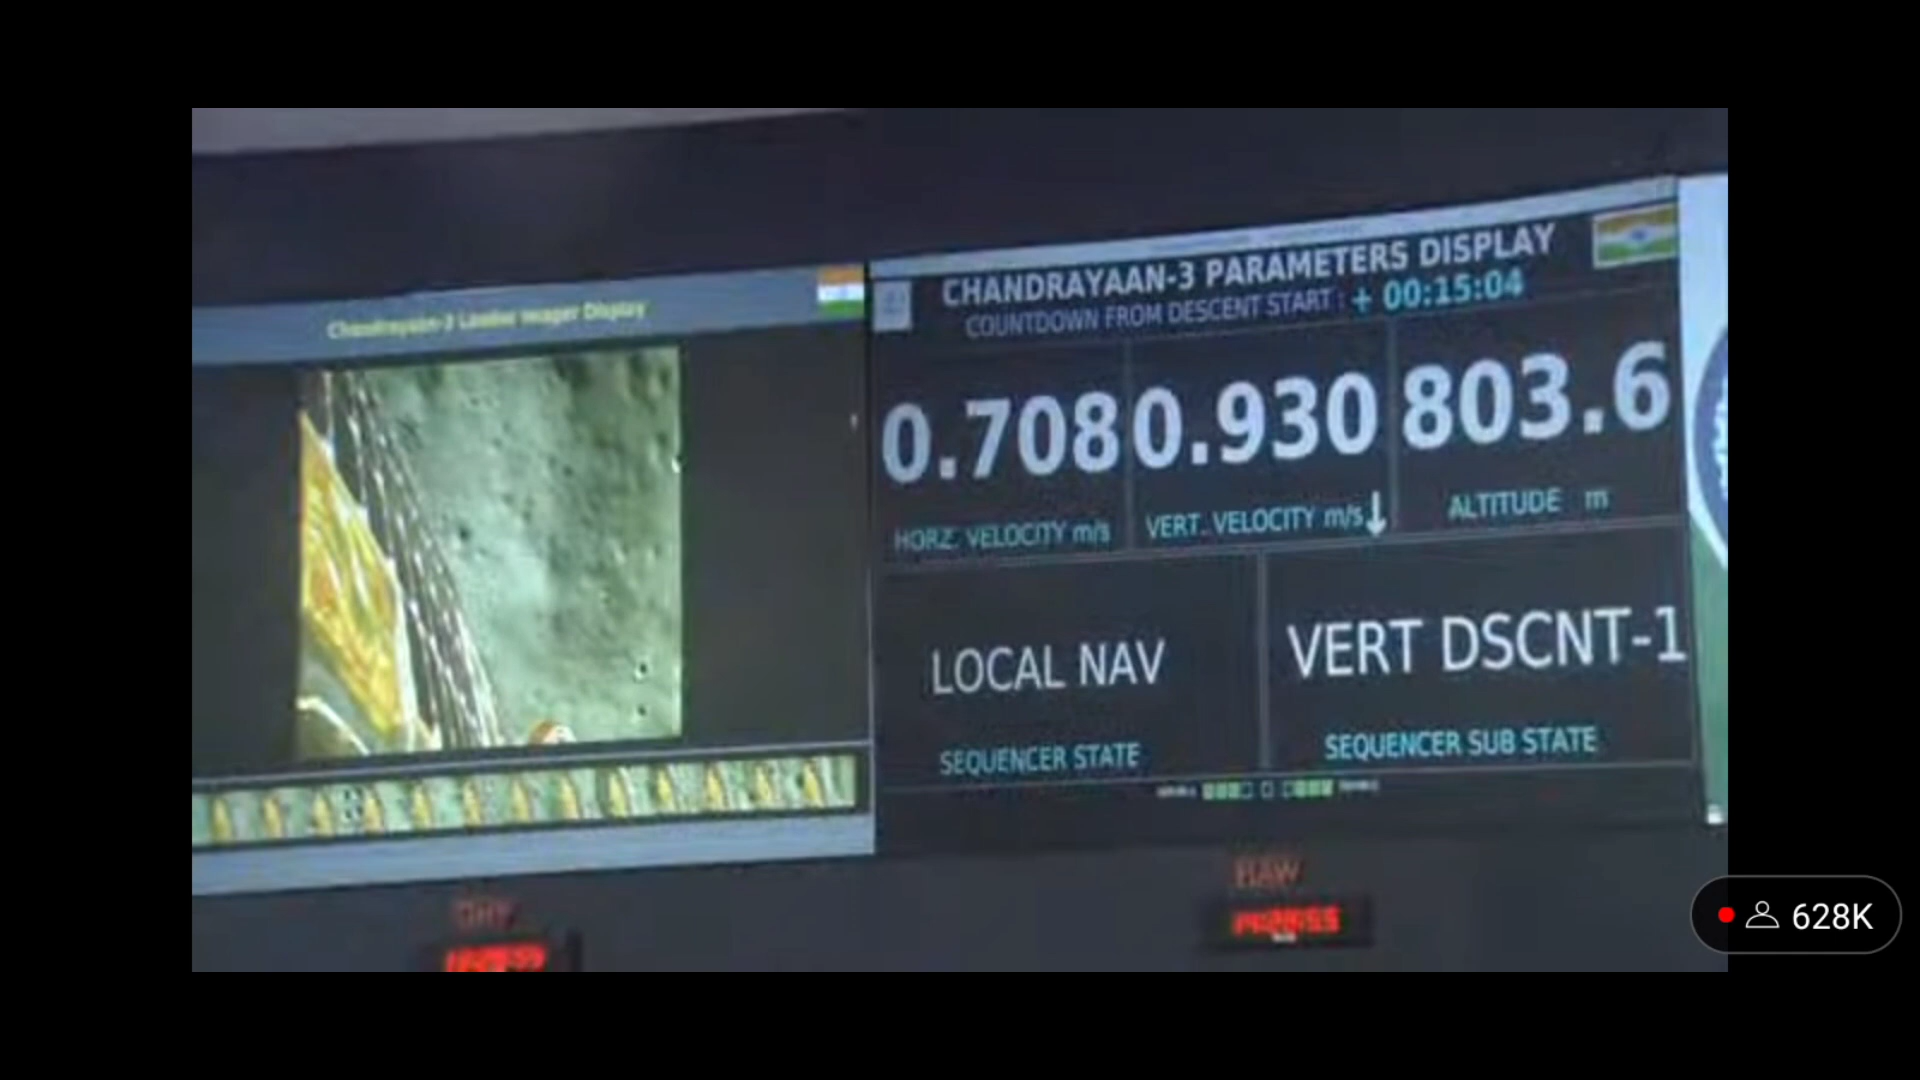 Chandrayaan-3 Lander Imager Display
CHANDRAYAAN-3 PARAMETERS DISPLAY
COUNTDOWN FROM DESCENT START : + 00:15:04
0.708
HORZ. VELOCITY m/s
0.930
VERT. VELOCITY m/s↓
803.6
ALTITUDE m
LOCAL NAV
SEQUENCER STATE
VERT DSCNT-1
SEQUENCER SUB STATE
628K